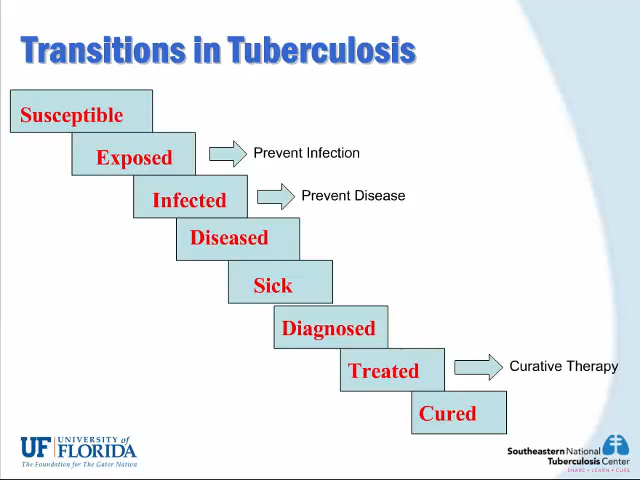 Transitions in Tuberculosis
Susceptible
Exposed
Prevent Infection
Infected
Prevent Disease
Diseased
Sick
Diagnosed
Treated
Curative Therapy
Cured
UF UNIVERSITY of
FLORIDA
The Foundation for The Gator Nation
Southeastern National
Tuberculosis Center
SHARE • LEARN • CURE